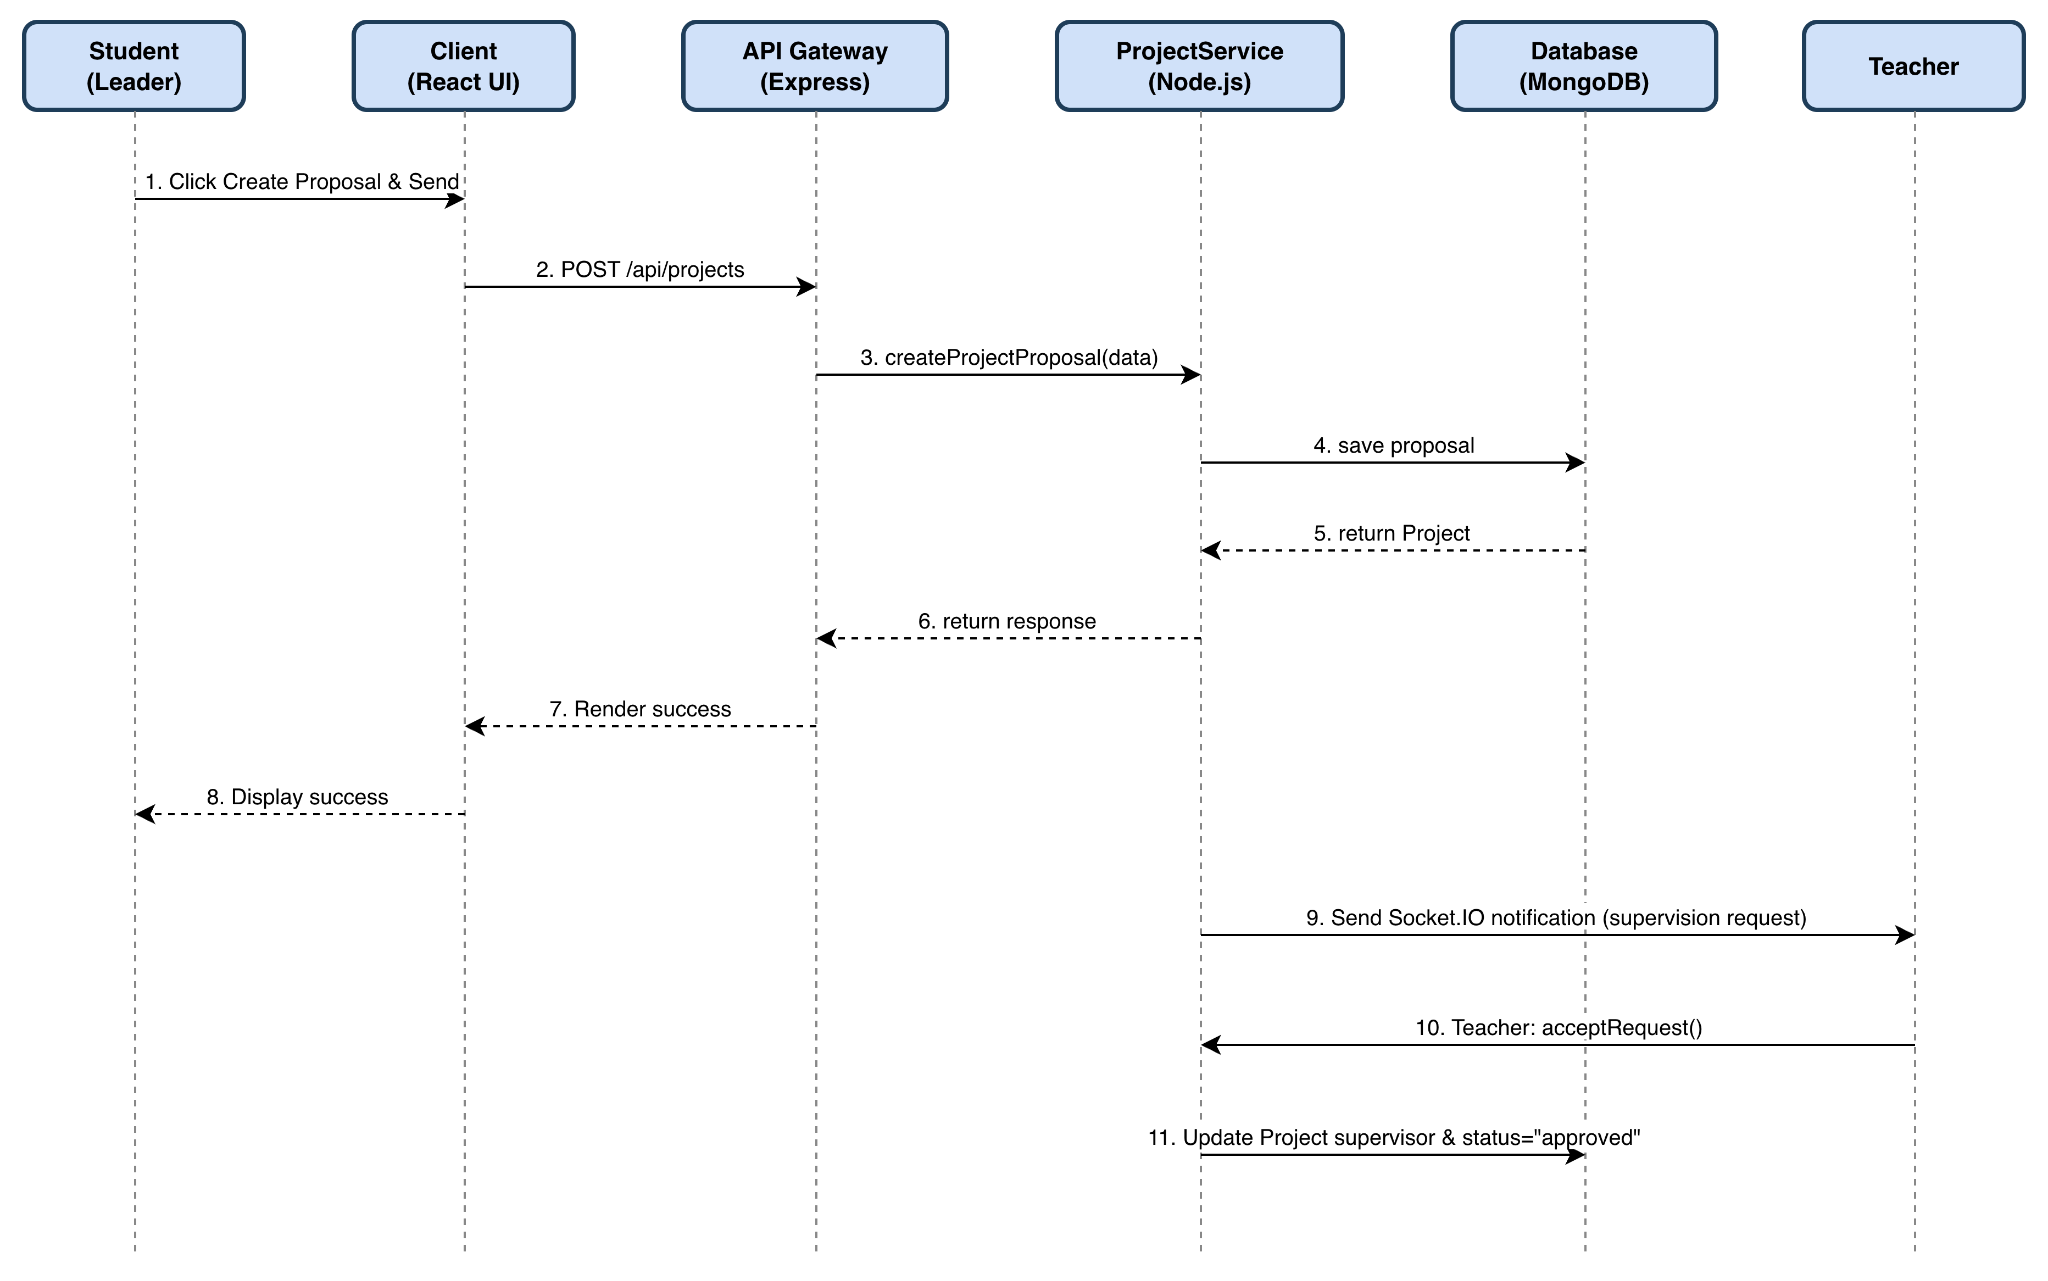 Student
(Leader)
Client
(React UI)
API Gateway
(Express)
ProjectService
(Node.js)
Database
(MongoDB)
Teacher
1. Click Create Proposal & Send
2. POST /api/projects
3. createProjectProposal(data)
4. save proposal
5. return Project
6. return response
7. Render success
8. Display success
9. Send Socket.IO notification (supervision request)
10. Teacher: acceptRequest()
11. Update Project supervisor & status="approved"